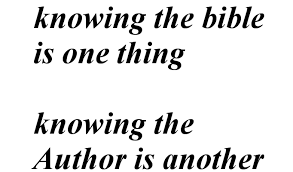 knowing the bible
is one thing
knowing the
Author is another